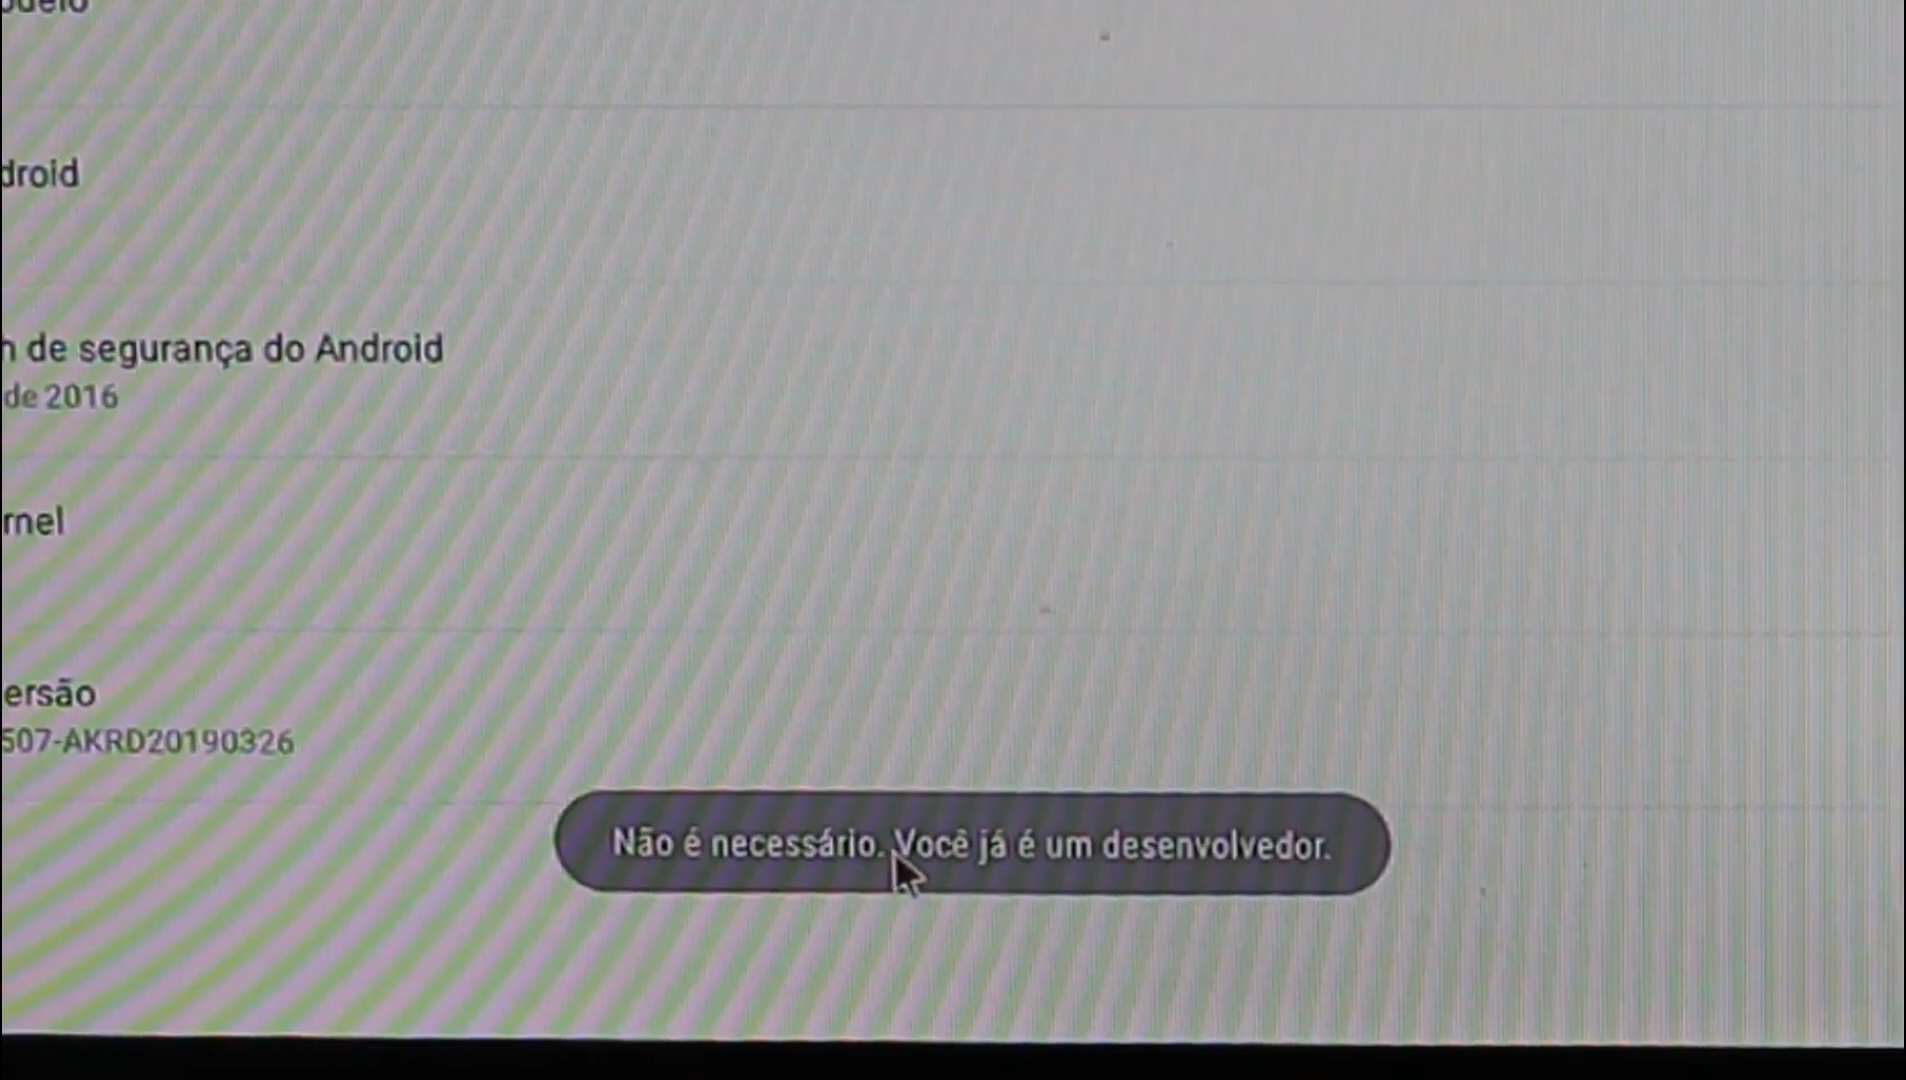 droid
de segurança do Android
de 2016
rnel
ersão
507-AKRD20190326
Não é necessário. Você já é um desenvolvedor.